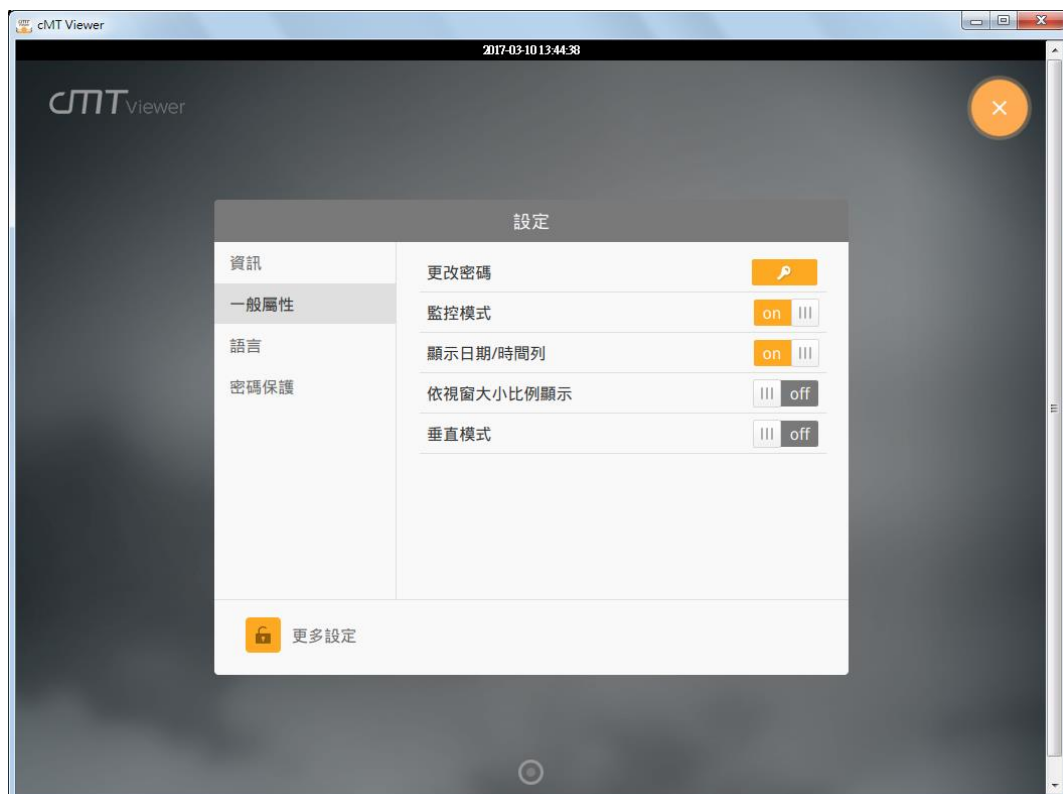 cMT Viewer
2017-03-10 13:44:38
cMT Viewer
設定
資訊
一般屬性
語言
密碼保護
更改密碼
監控模式 on
顯示日期/時間列 on
依視窗大小比例顯示 off
垂直模式 off
更多設定